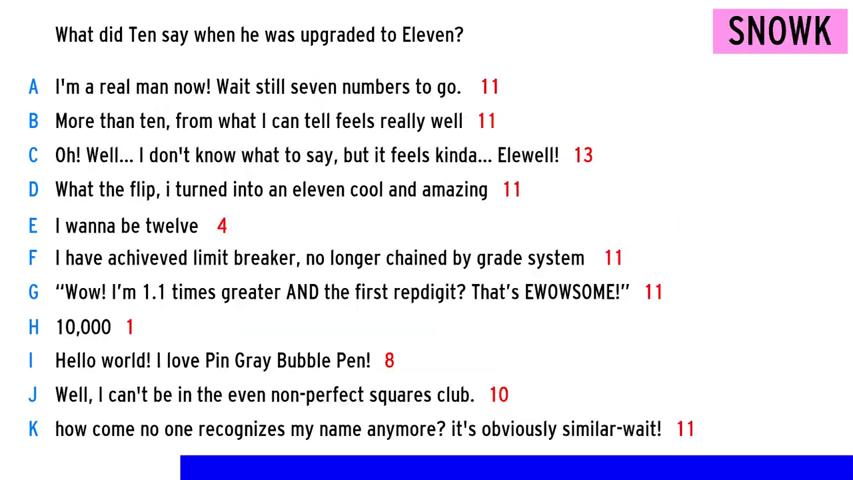 What did Ten say when he was upgraded to Eleven?
SNOWK
A I'm a real man now! Wait still seven numbers to go. 11
B More than ten, from what I can tell feels really well 11
C Oh! Well... I don't know what to say, but it feels kinda... Elewell! 13
D What the flip, i turned into an eleven cool and amazing 11
E I wanna be twelve 4
F I have achiveved limit breaker, no longer chained by grade system 11
G “Wow! I’m 1.1 times greater AND the first repdigit? That’s EWOWSOME!” 11
H 10,000 1
I Hello world! I love Pin Gray Bubble Pen! 8
J Well, I can't be in the even non-perfect squares club. 10
K how come no one recognizes my name anymore? it's obviously similar-wait! 11